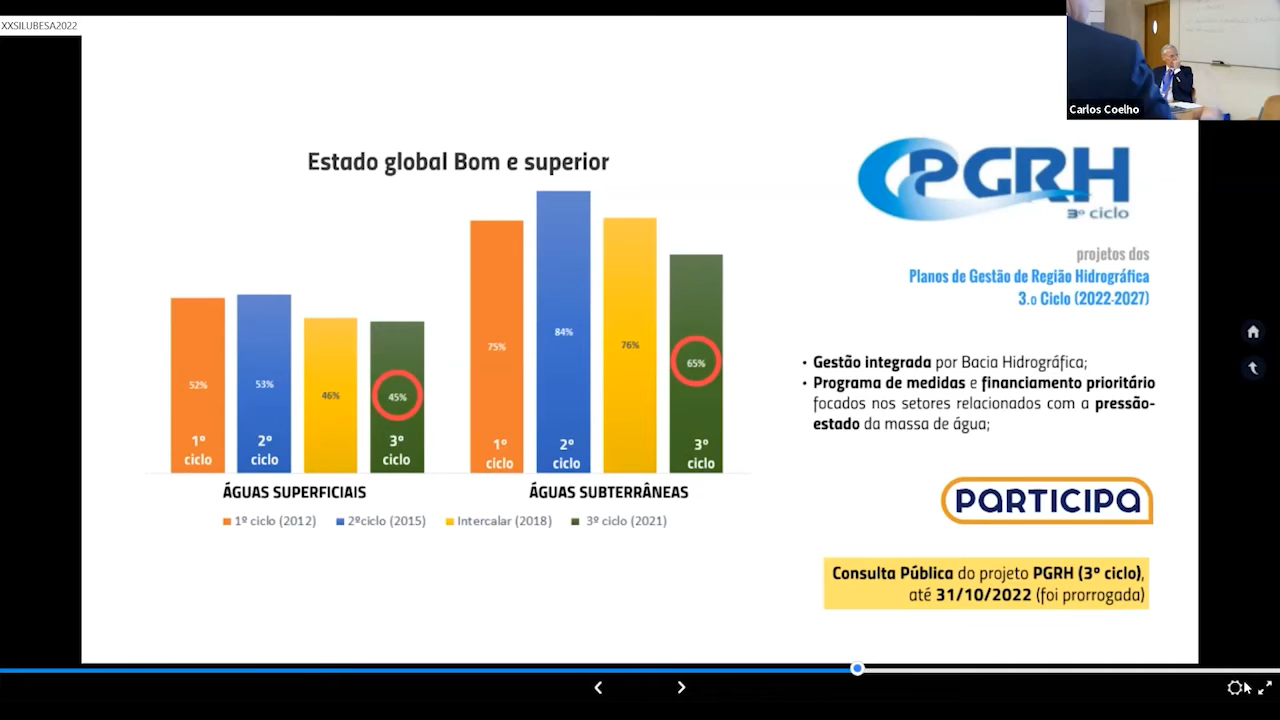 XXSILUBESA2022
Carlos Coelho
Estado global Bom e superior
52%
53%
46%
45%
75%
84%
76%
65%
1º
ciclo
2º
ciclo
3º
ciclo
1º
ciclo
2º
ciclo
3º
ciclo
ÁGUAS SUPERFICIAIS
ÁGUAS SUBTERRÂNEAS
1º ciclo (2012)
2ºciclo (2015)
Intercalar (2018)
3º ciclo (2021)
PGRH
3º ciclo
projetos dos
Planos de Gestão de Região Hidrográfica
3.o Ciclo (2022-2027)
• Gestão integrada por Bacia Hidrográfica;
• Programa de medidas e financiamento prioritário
focados nos setores relacionados com a pressão-
estado da massa de água;
PARTICIPA
Consulta Pública do projeto PGRH (3º ciclo),
até 31/10/2022 (foi prorrogada)